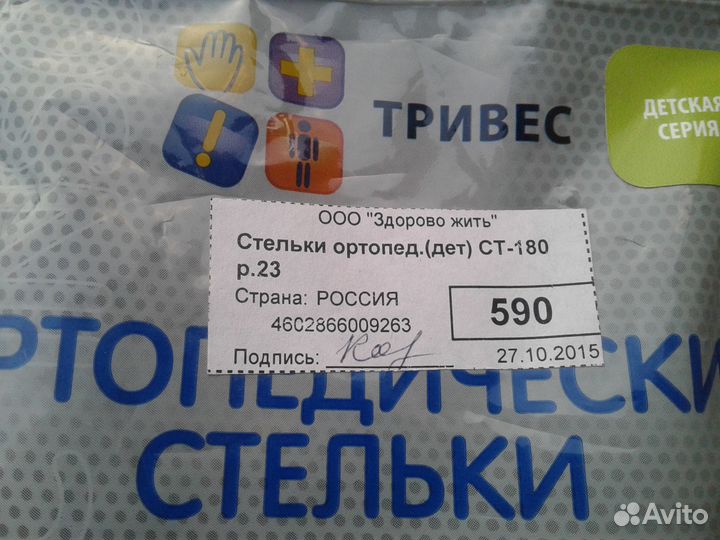 ТРИВЕС
ДЕТСКАЯ
СЕРИЯ
ООО "Здорово жить"
Стельки ортопед.(дет) СТ-180
р.23
Страна: РОССИЯ
590
4602866009263
Подпись:
27.10.2015
РТОПЕДИЧЕСКИ
СТЕЛЬКИ
Avito